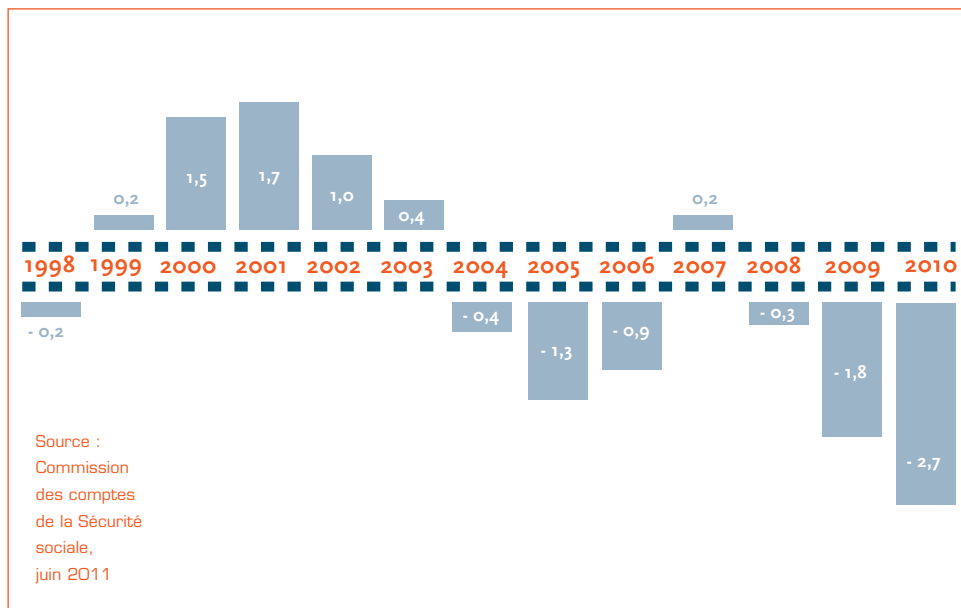 0,2
1,5
1,7
1,0
0,4
0,2
1998 1999 2000 2001 2002 2003 2004 2005 2006 2007 2008 2009 2010
- 0,2
- 0,4
- 1,3
- 0,9
- 0,3
- 1,8
- 2,7
Source :
Commission
des comptes
de la Sécurité
sociale,
juin 2011